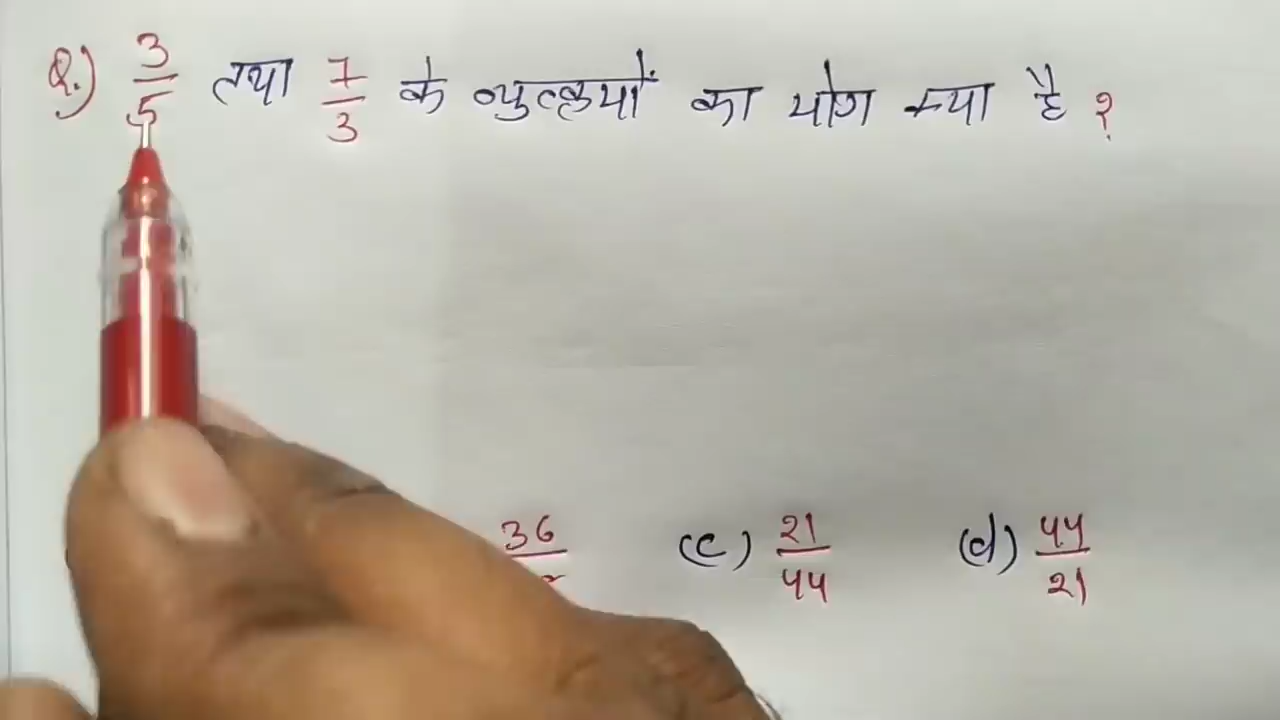 Q.) 3/5 तथा 7/3 के व्युत्क्रमों का योग क्या है ?
36 (c) 21/44 (d) 44/21